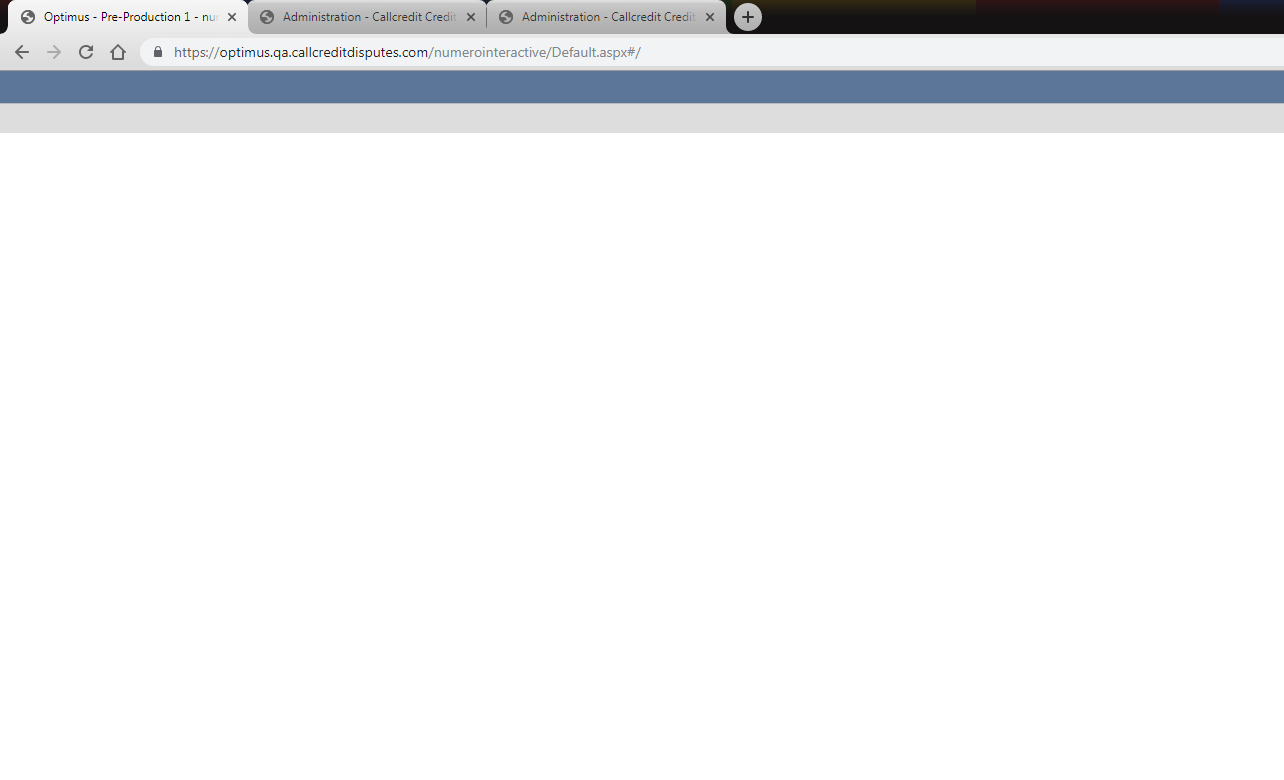 Optimus - Pre-Production 1 - nu
Administration - Callcredit Credit
Administration - Callcredit Credit
https://optimus.qa.callcreditdisputes.com/numerointeractive/Default.aspx#/